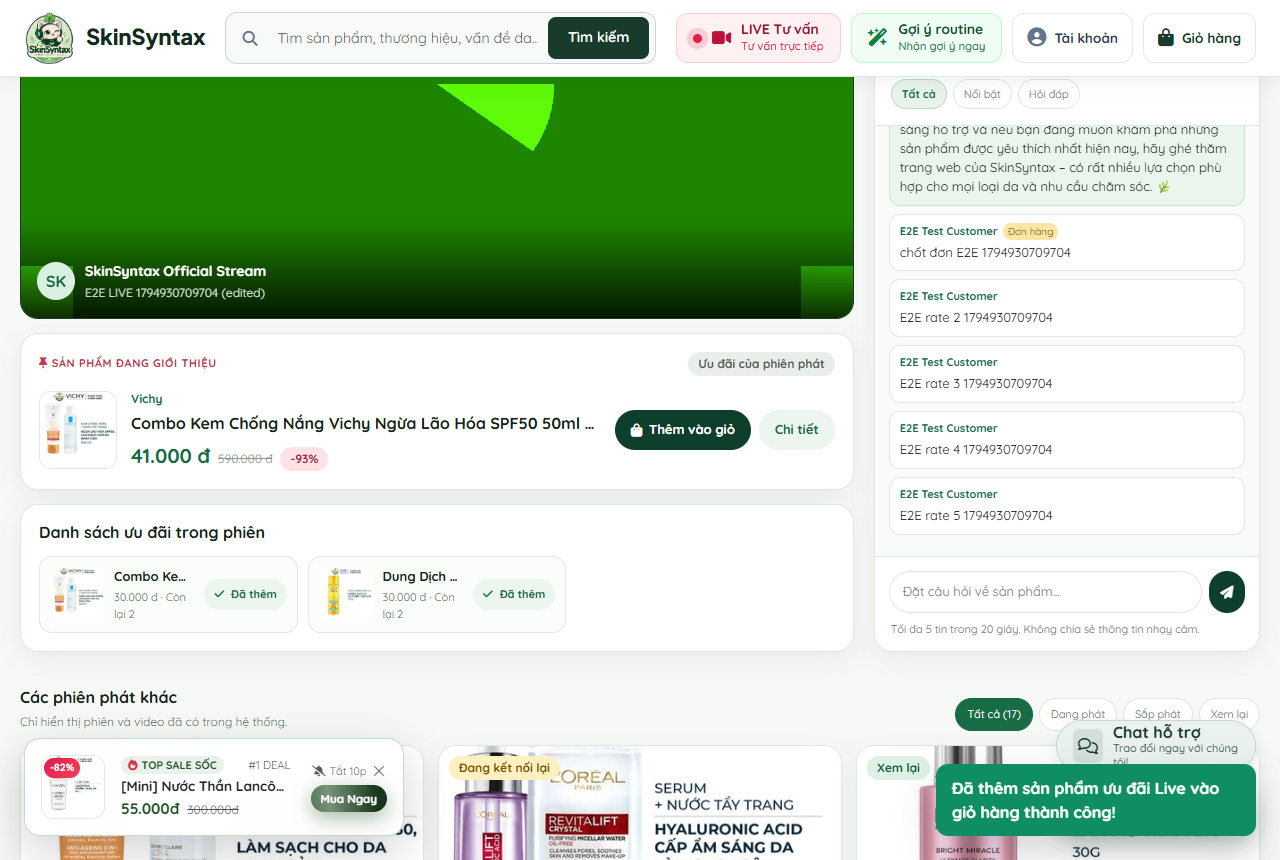 SkinSyntax
SkinSyntax
Tìm sản phẩm, thương hiệu, vấn đề da..
Tìm kiếm
LIVE Tư vấn
Tư vấn trực tiếp
Gợi ý routine
Nhận gợi ý ngay
Tài khoản
Giỏ hàng
SK
SkinSyntax Official Stream
E2E LIVE 1794930709704 (edited)
SẢN PHẨM ĐANG GIỚI THIỆU
Ưu đãi của phiên phát
VICHY
Vichy
Combo Kem Chống Nắng Vichy Ngừa Lão Hóa SPF50 50ml ...
41.000 đ 590.000 đ -93%
Thêm vào giỏ
Chi tiết
Danh sách ưu đãi trong phiên
Combo Ke...
30.000 đ · Còn
lại 2
Đã thêm
Dung Dịch ...
30.000 đ · Còn
lại 2
Đã thêm
Tất cả
Nổi bật
Hỏi đáp
sàng hỗ trợ và nếu bạn đang muốn khám phá những
sản phẩm được yêu thích nhất hiện nay, hãy ghé thăm
trang web của SkinSyntax – có rất nhiều lựa chọn phù
hợp cho mọi loại da và nhu cầu chăm sóc. 🌿
E2E Test Customer Đơn hàng
chốt đơn E2E 1794930709704
E2E Test Customer
E2E rate 2 1794930709704
E2E Test Customer
E2E rate 3 1794930709704
E2E Test Customer
E2E rate 4 1794930709704
E2E Test Customer
E2E rate 5 1794930709704
Đặt câu hỏi về sản phẩm...
Tối đa 5 tin trong 20 giây. Không chia sẻ thông tin nhạy cảm.
Các phiên phát khác
Chỉ hiển thị phiên và video đã có trong hệ thống.
Tất cả (17)
Đang phát
Sắp phát
Xem lại
Chat hỗ trợ
Trao đổi ngay với chúng
tôi!
-82%
TOP SALE SỐC
#1 DEAL
[Mini] Nước Thần Lancô...
55.000đ 300.000đ
Tắt 10p
Mua Ngay
LÀM SẠCH CHO DA
Đang kết nối lại
L'ORÉAL
PARIS
REVITALIFT
CRYSTAL
PURIFYING MICELLAR WATER
OIL-FREE
SERUM
+ NƯỚC TẨY TRANG
HYALURONIC ACID
CẤP ẨM SÁNG DA
Xem lại
BRIGHT MIRACLE
30G
Đã thêm sản phẩm ưu đãi Live vào
giỏ hàng thành công!